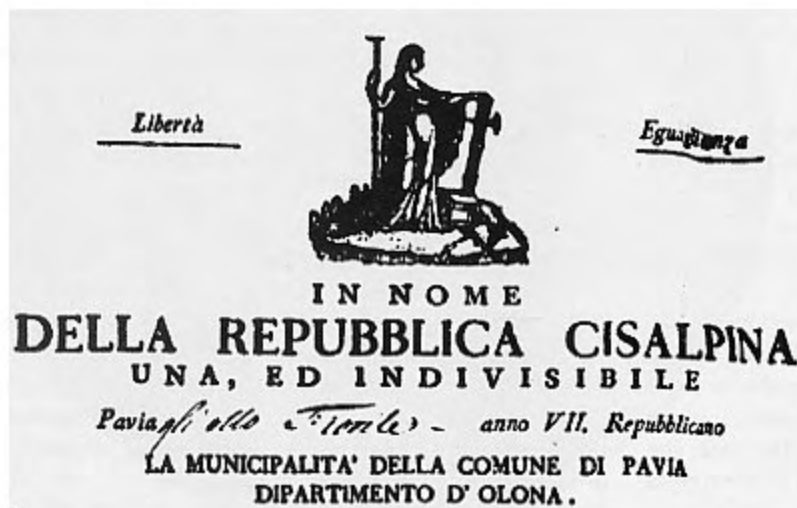 Libertà
Eguaglianza
IN NOME
DELLA REPUBBLICA CISALPINA
UNA, ED INDIVISIBILE
Pavia gli otto Fiorile - anno VII. Repubblicano
LA MUNICIPALITA' DELLA COMUNE DI PAVIA
DIPARTIMENTO D' OLONA.